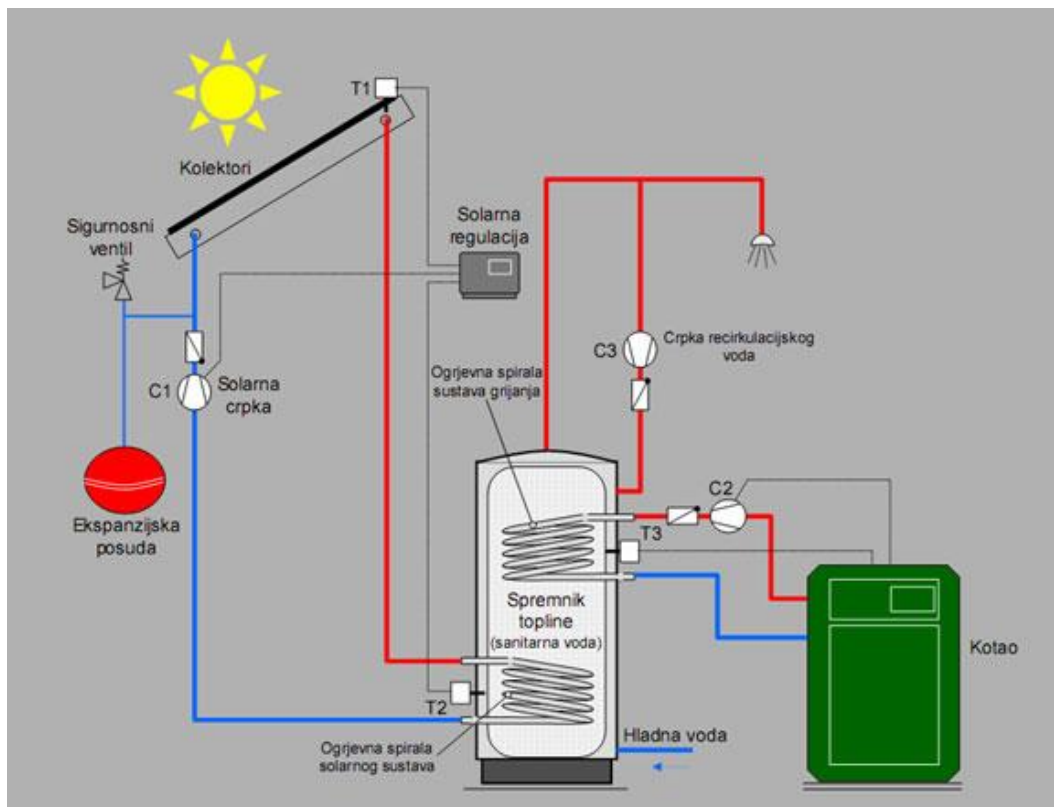 T1
Kolektori
Sigurnosni
ventil
Solarna
regulacija
C1
Solarna
crpka
C3
Crpka recirkulacijskog
voda
Ogrjevna spirala
sustava grijanja
Ekspanzijska
posuda
C2
T3
Spremnik
topline
(sanitarna voda)
Kotao
T2
Hladna voda
Ogrjevna spirala
solarnog sustava